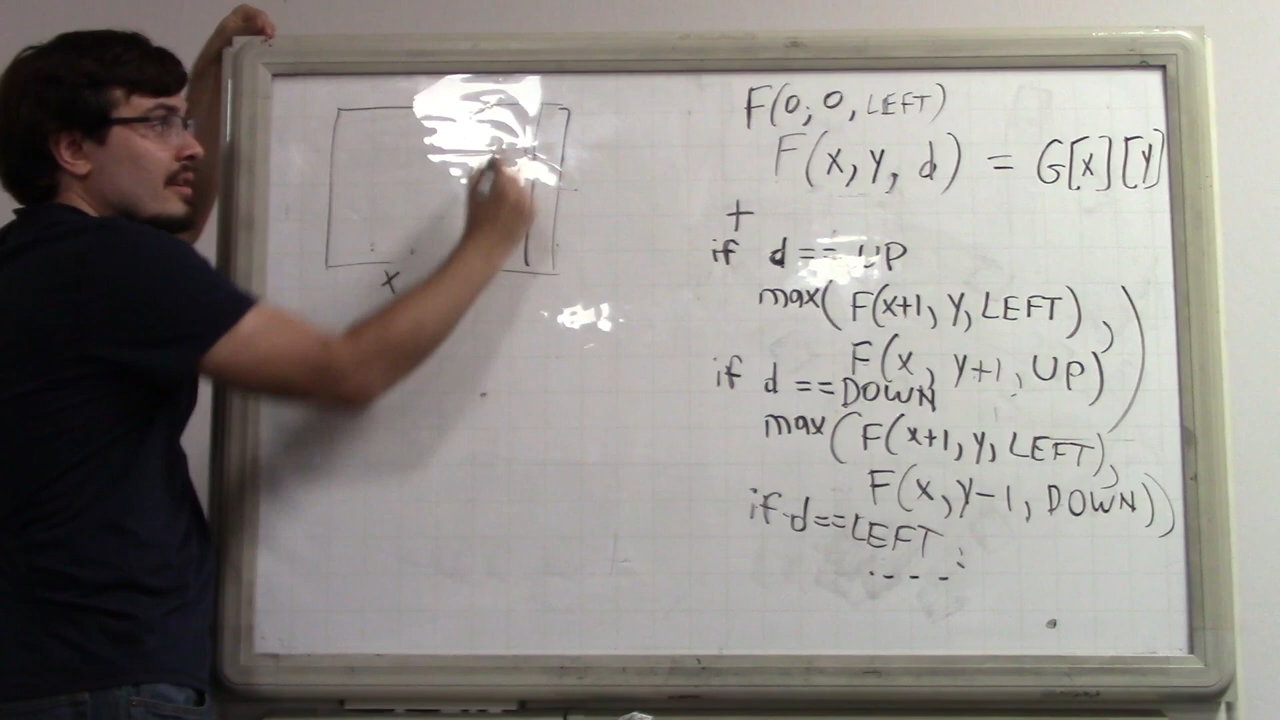 F(0, 0, LEFT)
F(x, y, d) = G[x][y]
+
if d == UP
max(F(x+1, y, LEFT),
F(x, y+1, UP))
if d == DOWN
max(F(x+1, y, LEFT),
F(x, y-1, DOWN))
if d==LEFT:
....
x